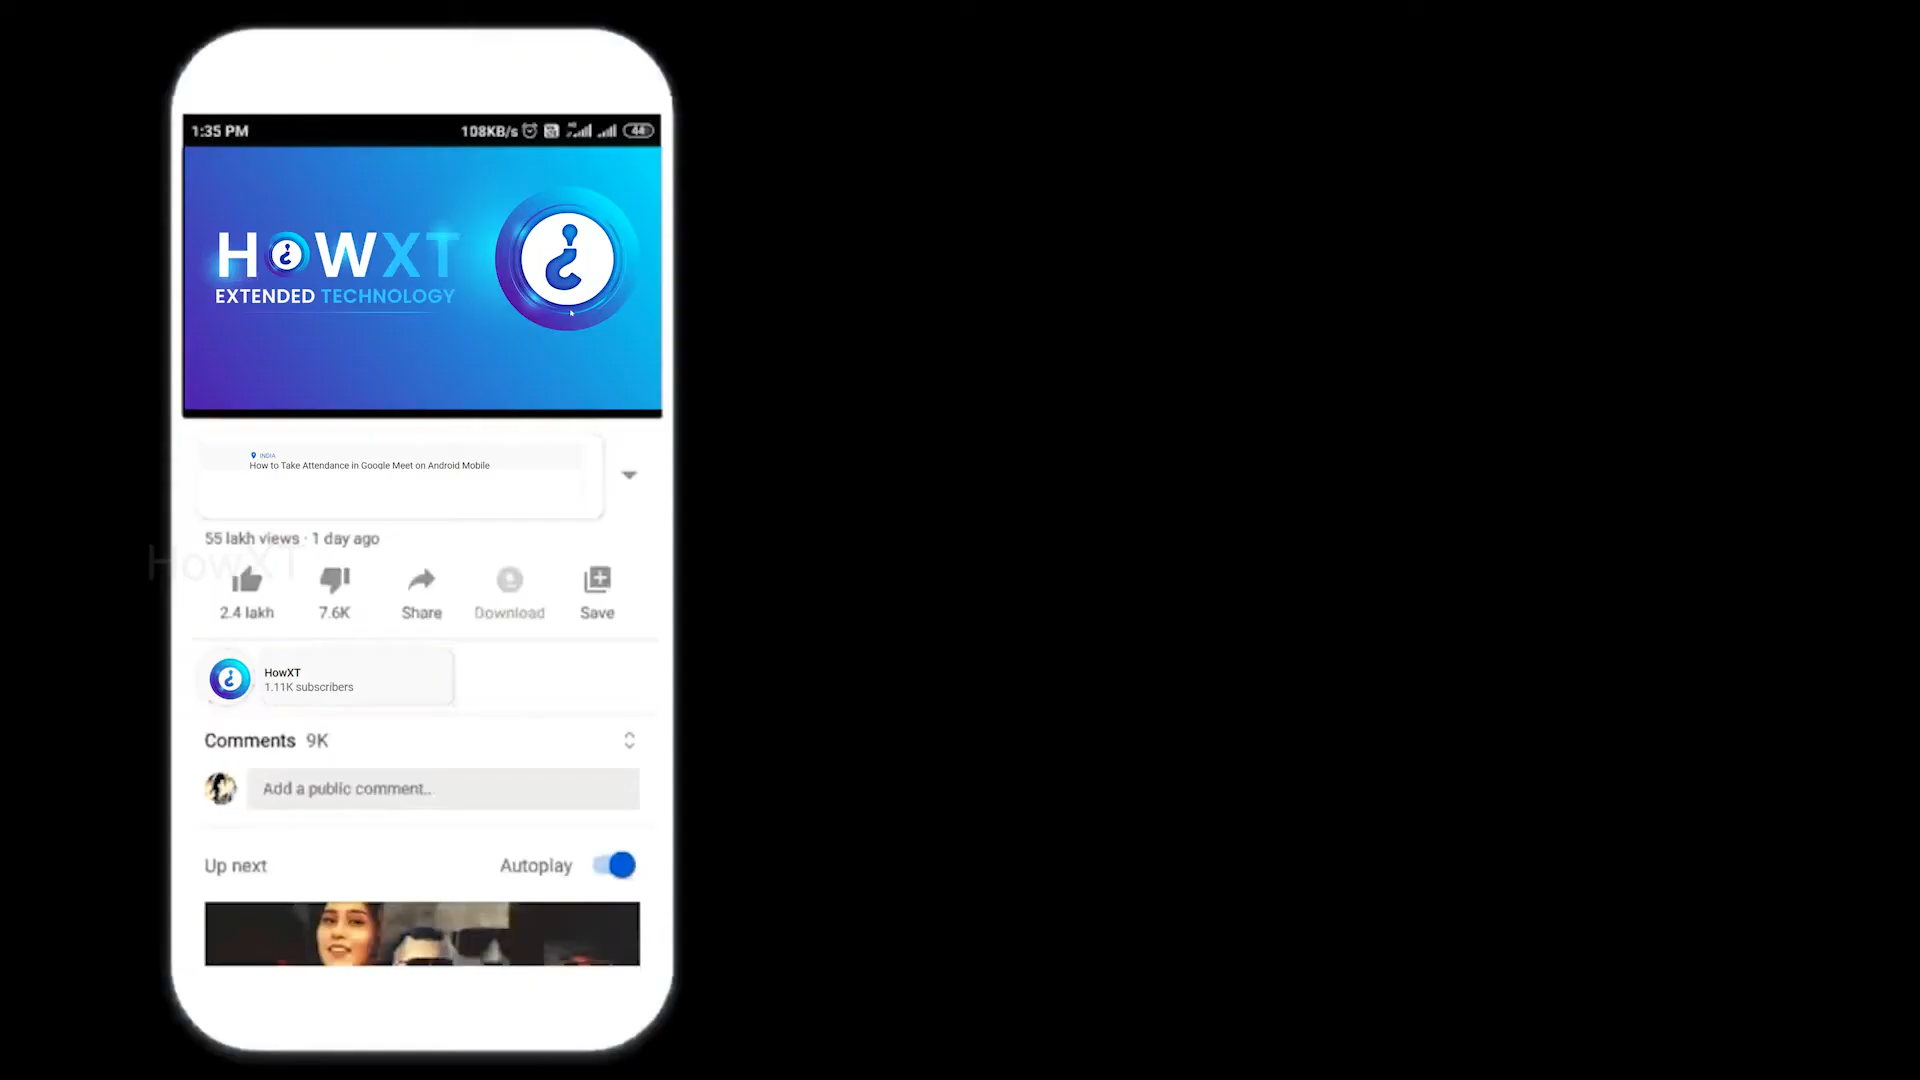 1:35 PM 108KB/s 44
HOWXT
EXTENDED TECHNOLOGY
INDIA
How to Take Attendance in Google Meet on Android Mobile
55 lakh views · 1 day ago
HowXT
2.4 lakh 7.6K Share Download Save
HowXT
1.11K subscribers
Comments 9K
Add a public comment..
Up next Autoplay